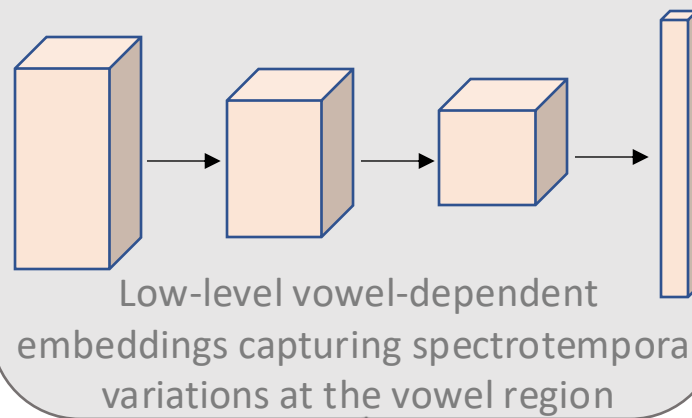 Low-level vowel-dependent
embeddings capturing spectrotempora
variations at the vowel region